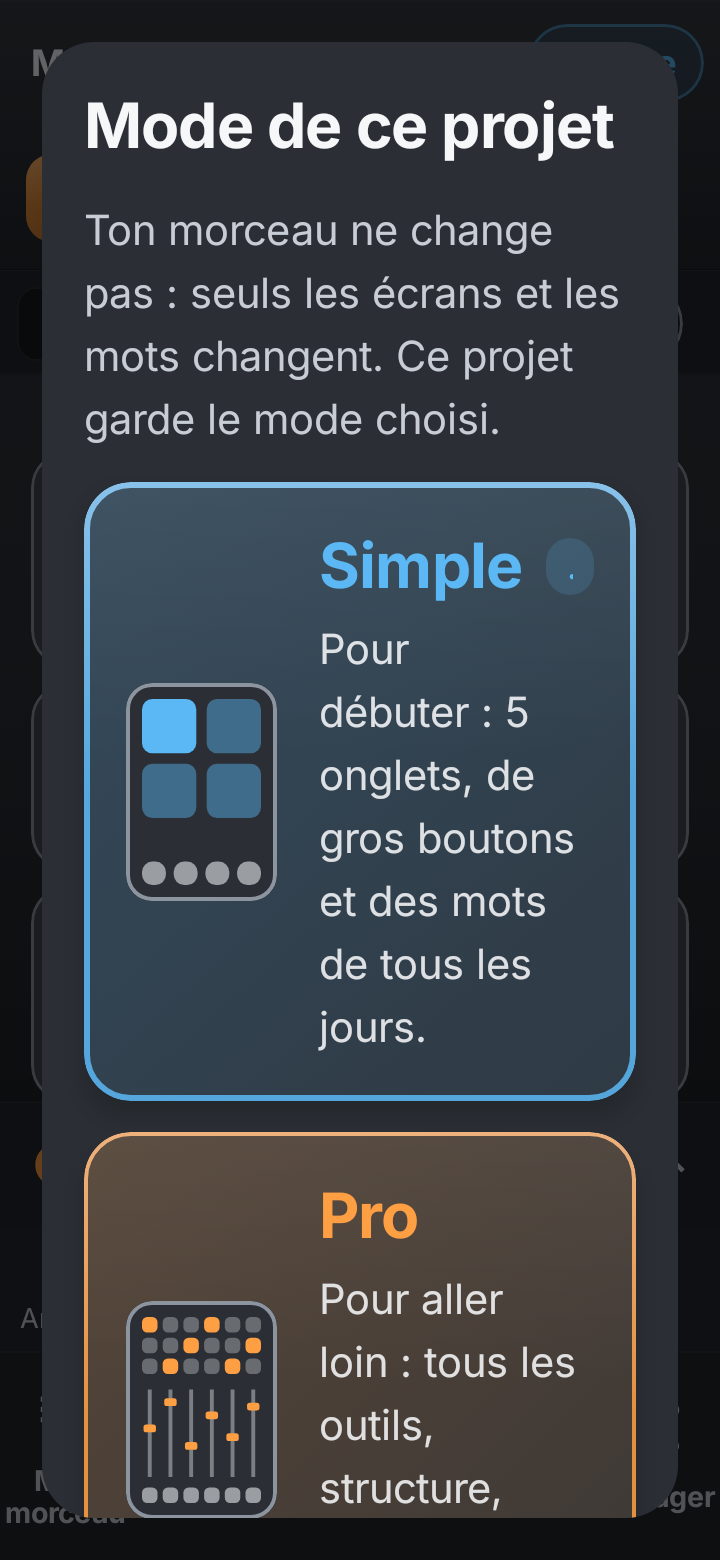 Mode de ce projet
Ton morceau ne change
pas : seuls les écrans et les
mots changent. Ce projet
garde le mode choisi.
Simple
Pour
débuter : 5
onglets, de
gros boutons
et des mots
de tous les
jours.
Pro
Pour aller
loin : tous les
outils,
structure,